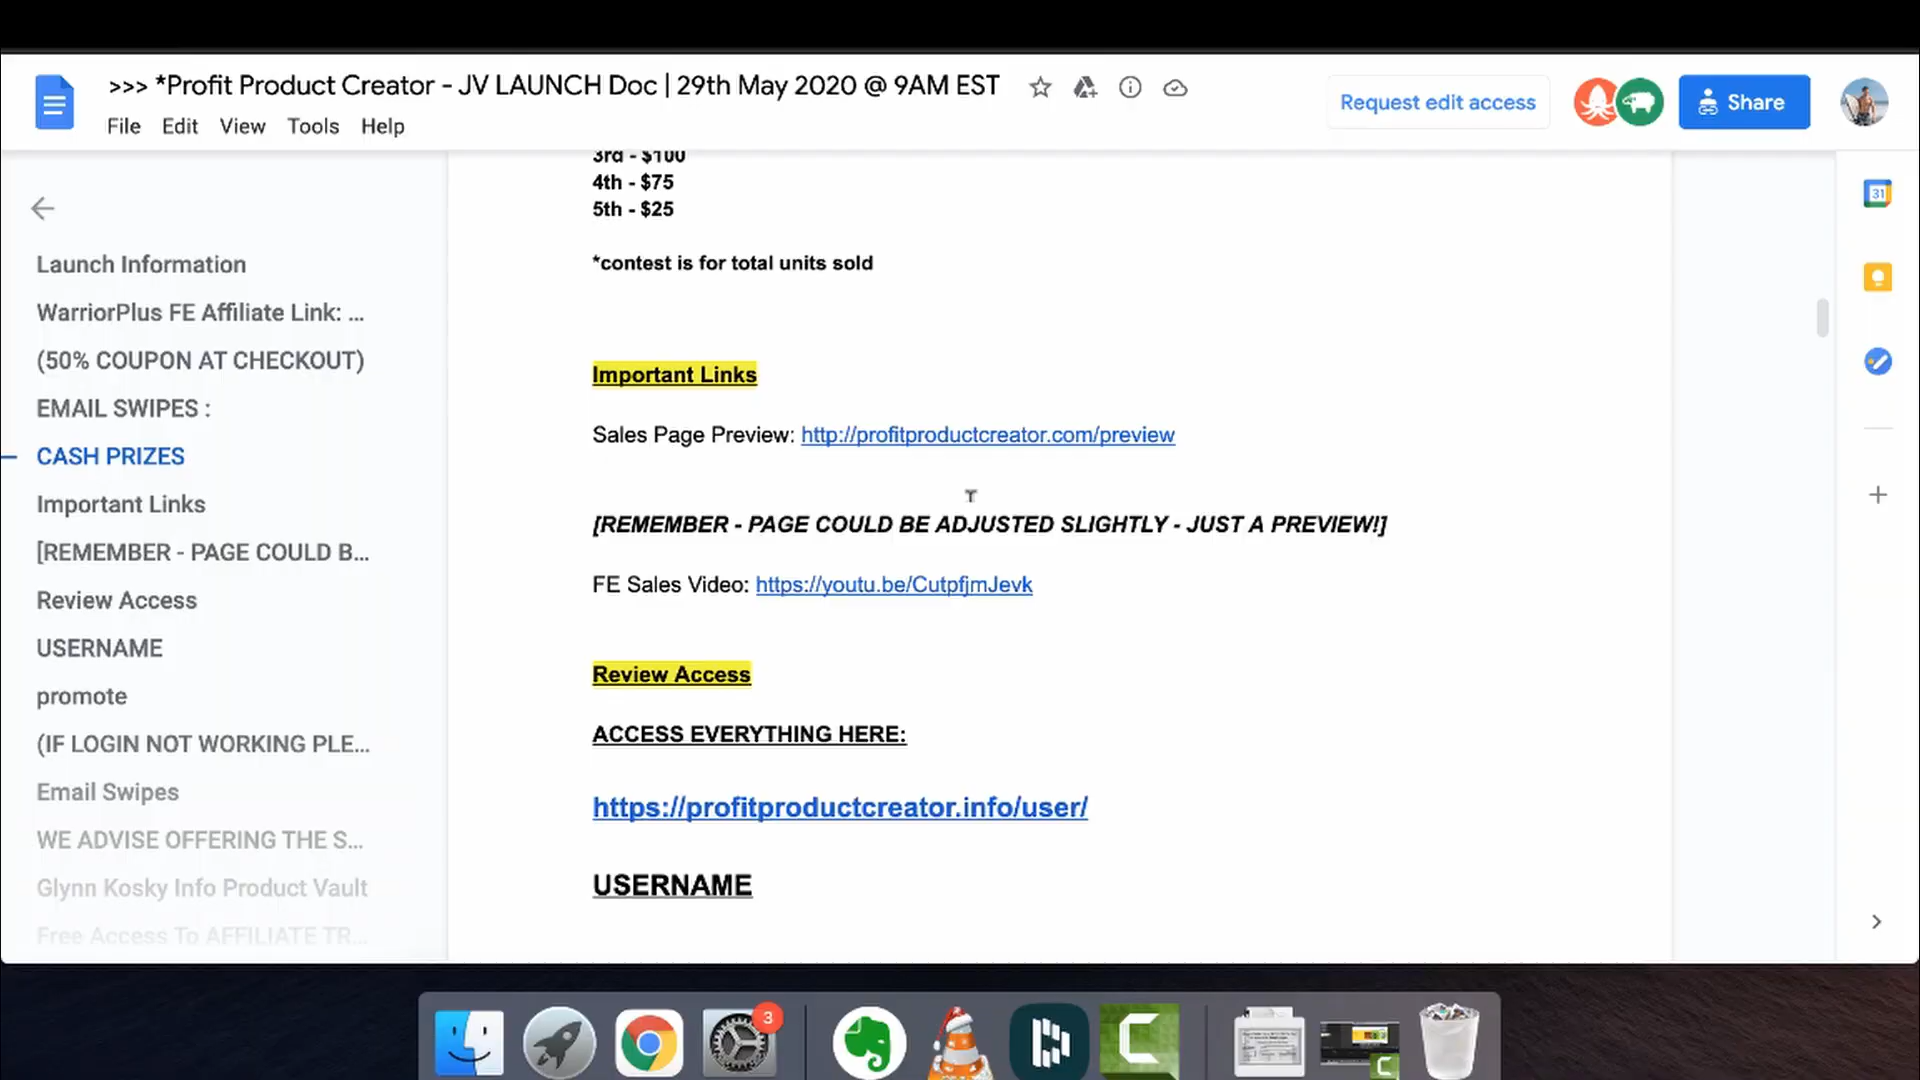 >>> *Profit Product Creator - JV LAUNCH Doc | 29th May 2020 @ 9AM EST
File Edit View Tools Help
Request edit access
Share
Launch Information
WarriorPlus FE Affiliate Link: ...
(50% COUPON AT CHECKOUT)
EMAIL SWIPES :
CASH PRIZES
Important Links
[REMEMBER - PAGE COULD B...
Review Access
USERNAME
promote
(IF LOGIN NOT WORKING PLE...
Email Swipes
WE ADVISE OFFERING THE S...
Glynn Kosky Info Product Vault
Free Access To AFFILIATE TR...
3rd - $100
4th - $75
5th - $25
*contest is for total units sold
Important Links
Sales Page Preview: http://profitproductcreator.com/preview
[REMEMBER - PAGE COULD BE ADJUSTED SLIGHTLY - JUST A PREVIEW!]
FE Sales Video: https://youtu.be/CutpfjmJevk
Review Access
ACCESS EVERYTHING HERE:
https://profitproductcreator.info/user/
USERNAME
31
3